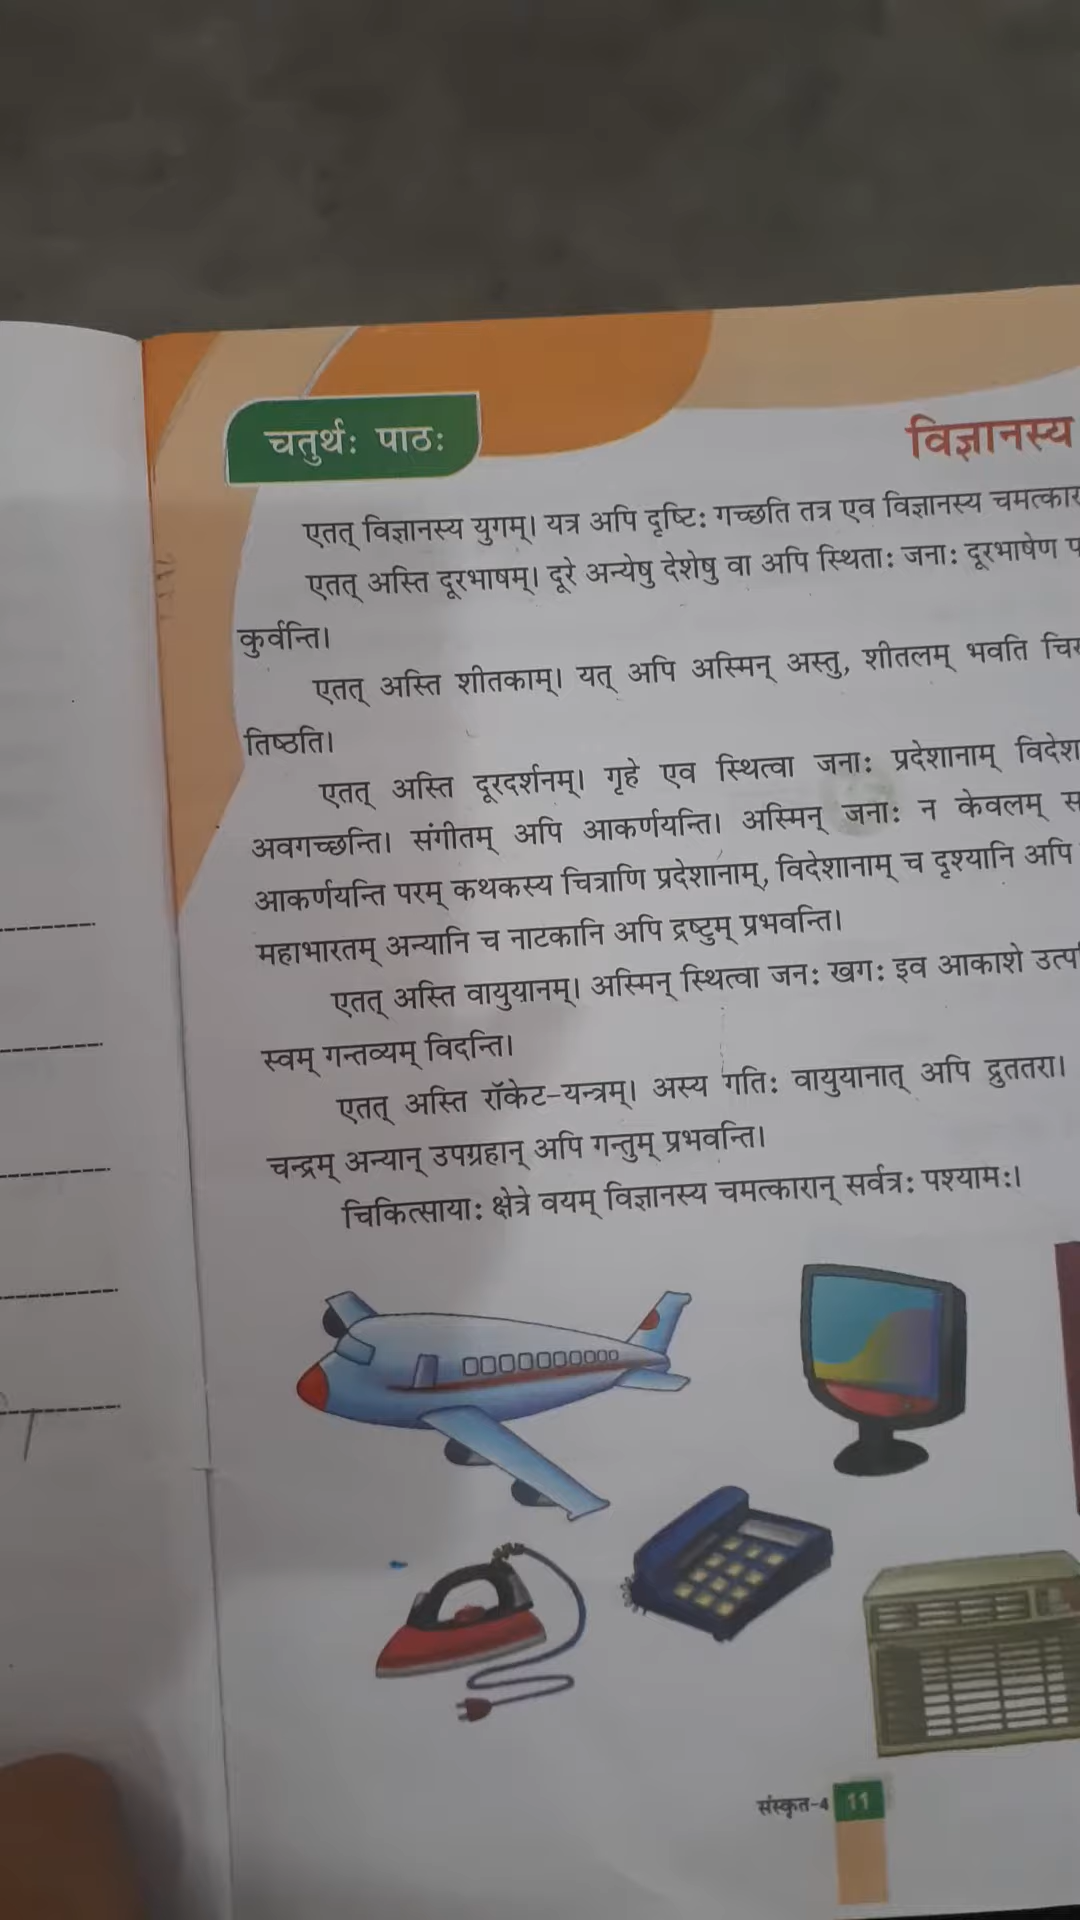 चतुर्थः पाठः
विज्ञानस्य
एतत् विज्ञानस्य युगम्। यत्र अपि दृष्टिः गच्छति तत्र एव विज्ञानस्य चमत्कार
एतत् अस्ति दूरभाषम्। दूरे अन्येषु देशेषु वा अपि स्थिताः जनाः दूरभाषेण
कुर्वन्ति।
एतत् अस्ति शीतकाम्। यत् अपि अस्मिन् अस्तु, शीतलम् भवति
तिष्ठति।
एतत् अस्ति दूरदर्शनम्। गृहे एव स्थित्वा जनाः प्रदेशानाम् विदेश
अवगच्छन्ति। संगीतम् अपि आकर्णयन्ति। अस्मिन् जनाः न केवलम् स
आकर्णयन्ति परम् कथकस्य चित्राणि प्रदेशानाम्, विदेशानाम् च दृश्यानि अपि
महाभारतम् अन्यानि च नाटकानि अपि द्रष्टुम् प्रभवन्ति।
एतत् अस्ति वायुयानम्। अस्मिन् स्थित्वा जनः खगः इव आकाशे
स्वम् गन्तव्यम् विदन्ति।
एतत् अस्ति रॉकेट-यन्त्रम्। अस्य गतिः वायुयानात् अपि द्रुततरा।
चन्द्रम् अन्यान् उपग्रहान् अपि गन्तुम् प्रभवन्ति।
चिकित्सायाः क्षेत्रे वयम् विज्ञानस्य चमत्कारान् सर्वत्रः पश्यामः।
संस्कृत-4 11